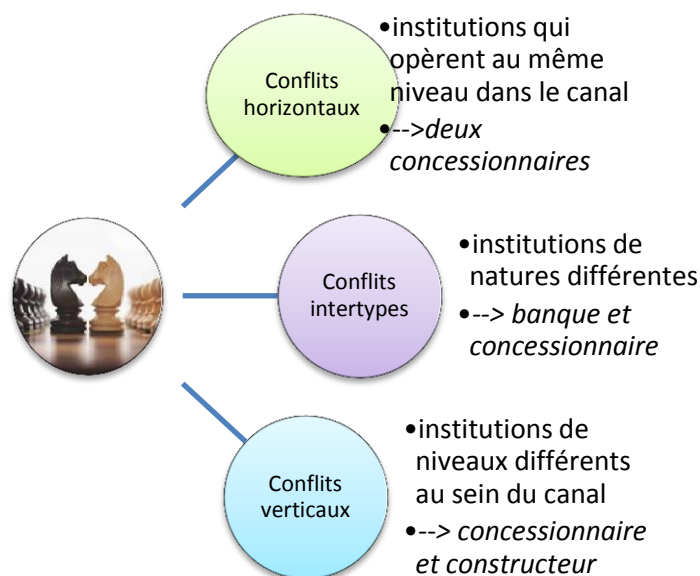 Conflits
horizontaux
•institutions qui
opèrent au même
niveau dans le canal
•-->deux
concessionnaires
Conflits
intertypes
•institutions de
natures différentes
•--> banque et
concessionnaire
Conflits
verticaux
•institutions de
niveaux différents
au sein du canal
•--> concessionnaire
et constructeur